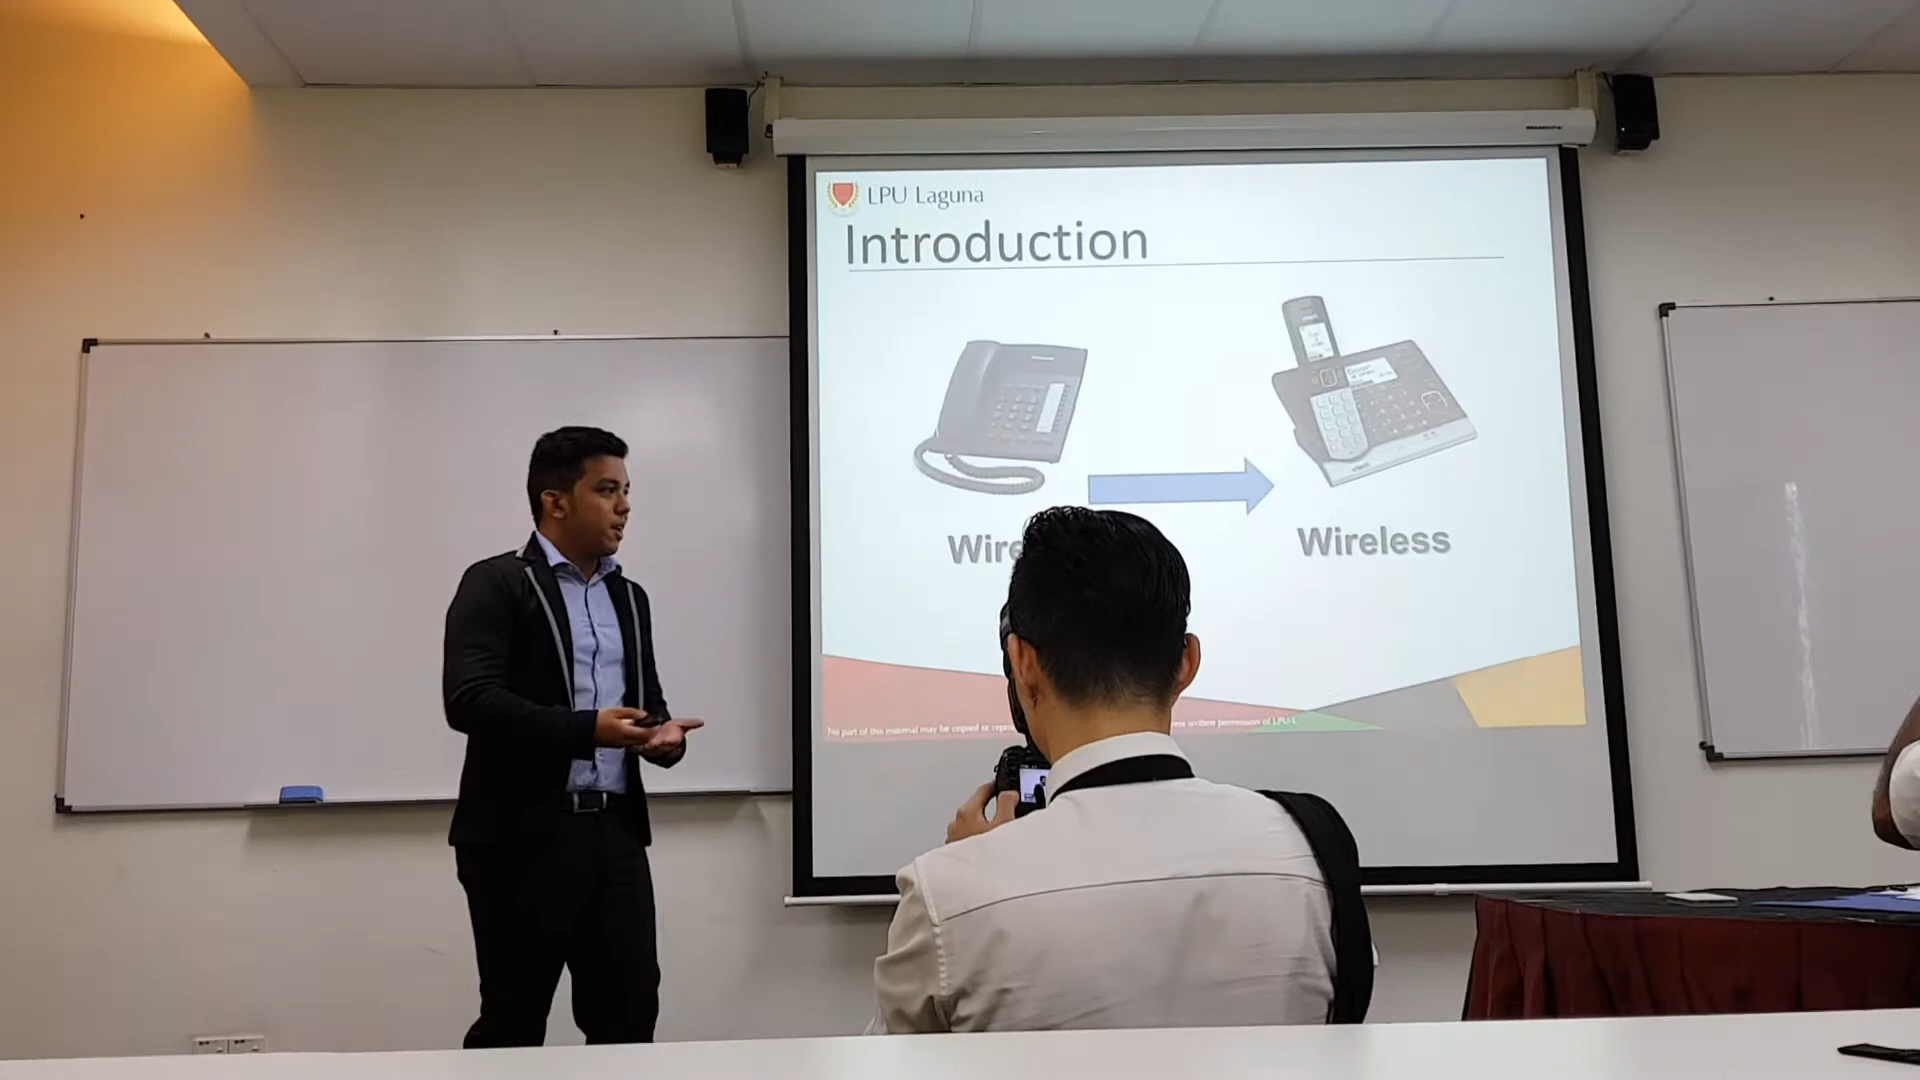 LPU Laguna
Introduction
Wireless
No part of this material may be copied or
written permission of LPU-L